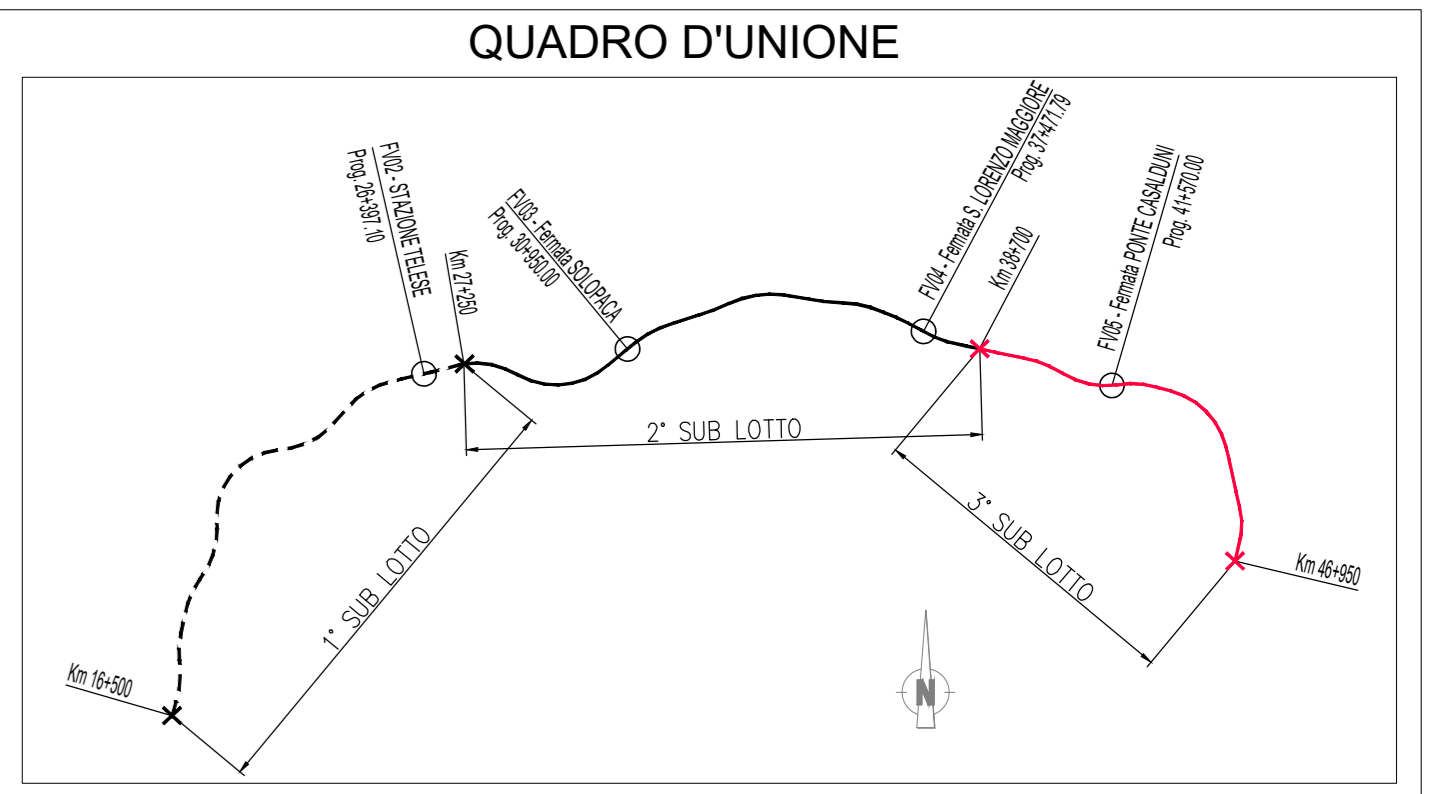 QUADRO D'UNIONE
FV02 - STAZIONE TELESE
Prog. 26+397.10
Km 27+250
FV03 - Fermata SOLOPACA
Prog. 30+950.00
FV04 - Fermata S. LORENZO MAGGIORE
Prog. 37+471.79
Km 38+700
FV05 - Fermata PONTE CASALDUNI
Prog. 41+570.00
2° SUB LOTTO
1° SUB LOTTO
3° SUB LOTTO
Km 46+950
Km 16+500
N